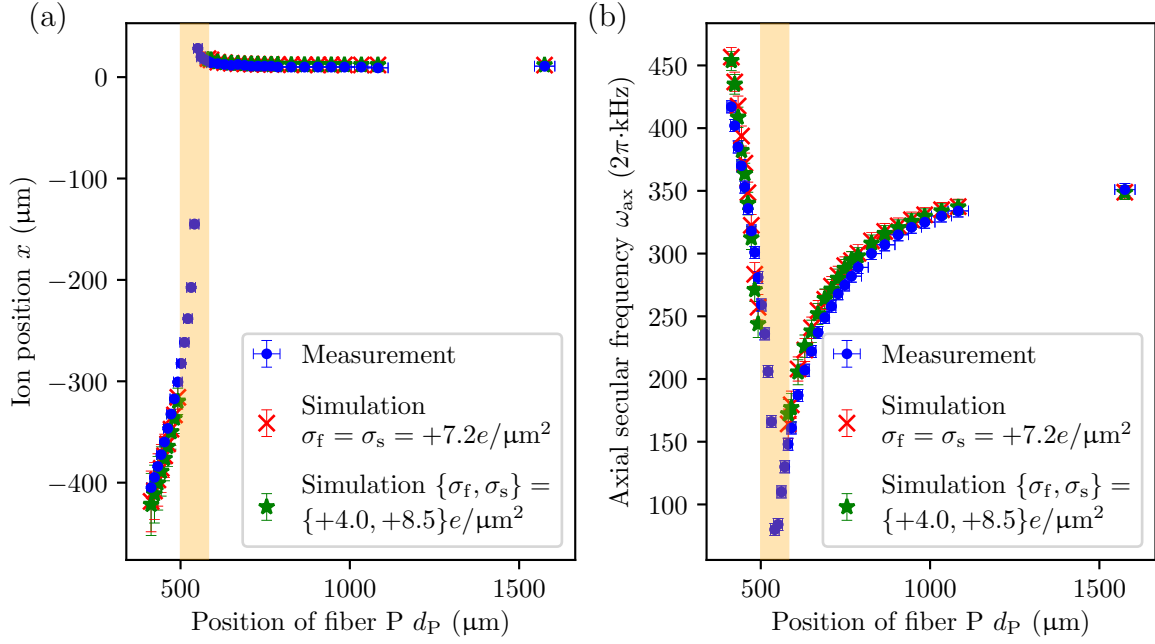 (a)
0
−100
−200
−300
−400
Ion position x (μm)
500
1000
1500
Position of fiber P d_P (μm)
Measurement
Simulation
σ_f = σ_s = +7.2e/μm²
Simulation {σ_f, σ_s} =
{+4.0, +8.5}e/μm²
(b)
450
400
350
300
250
200
150
100
Axial secular frequency ω_ax (2π·kHz)
500
1000
1500
Position of fiber P d_P (μm)
Measurement
Simulation
σ_f = σ_s = +7.2e/μm²
Simulation {σ_f, σ_s} =
{+4.0, +8.5}e/μm²